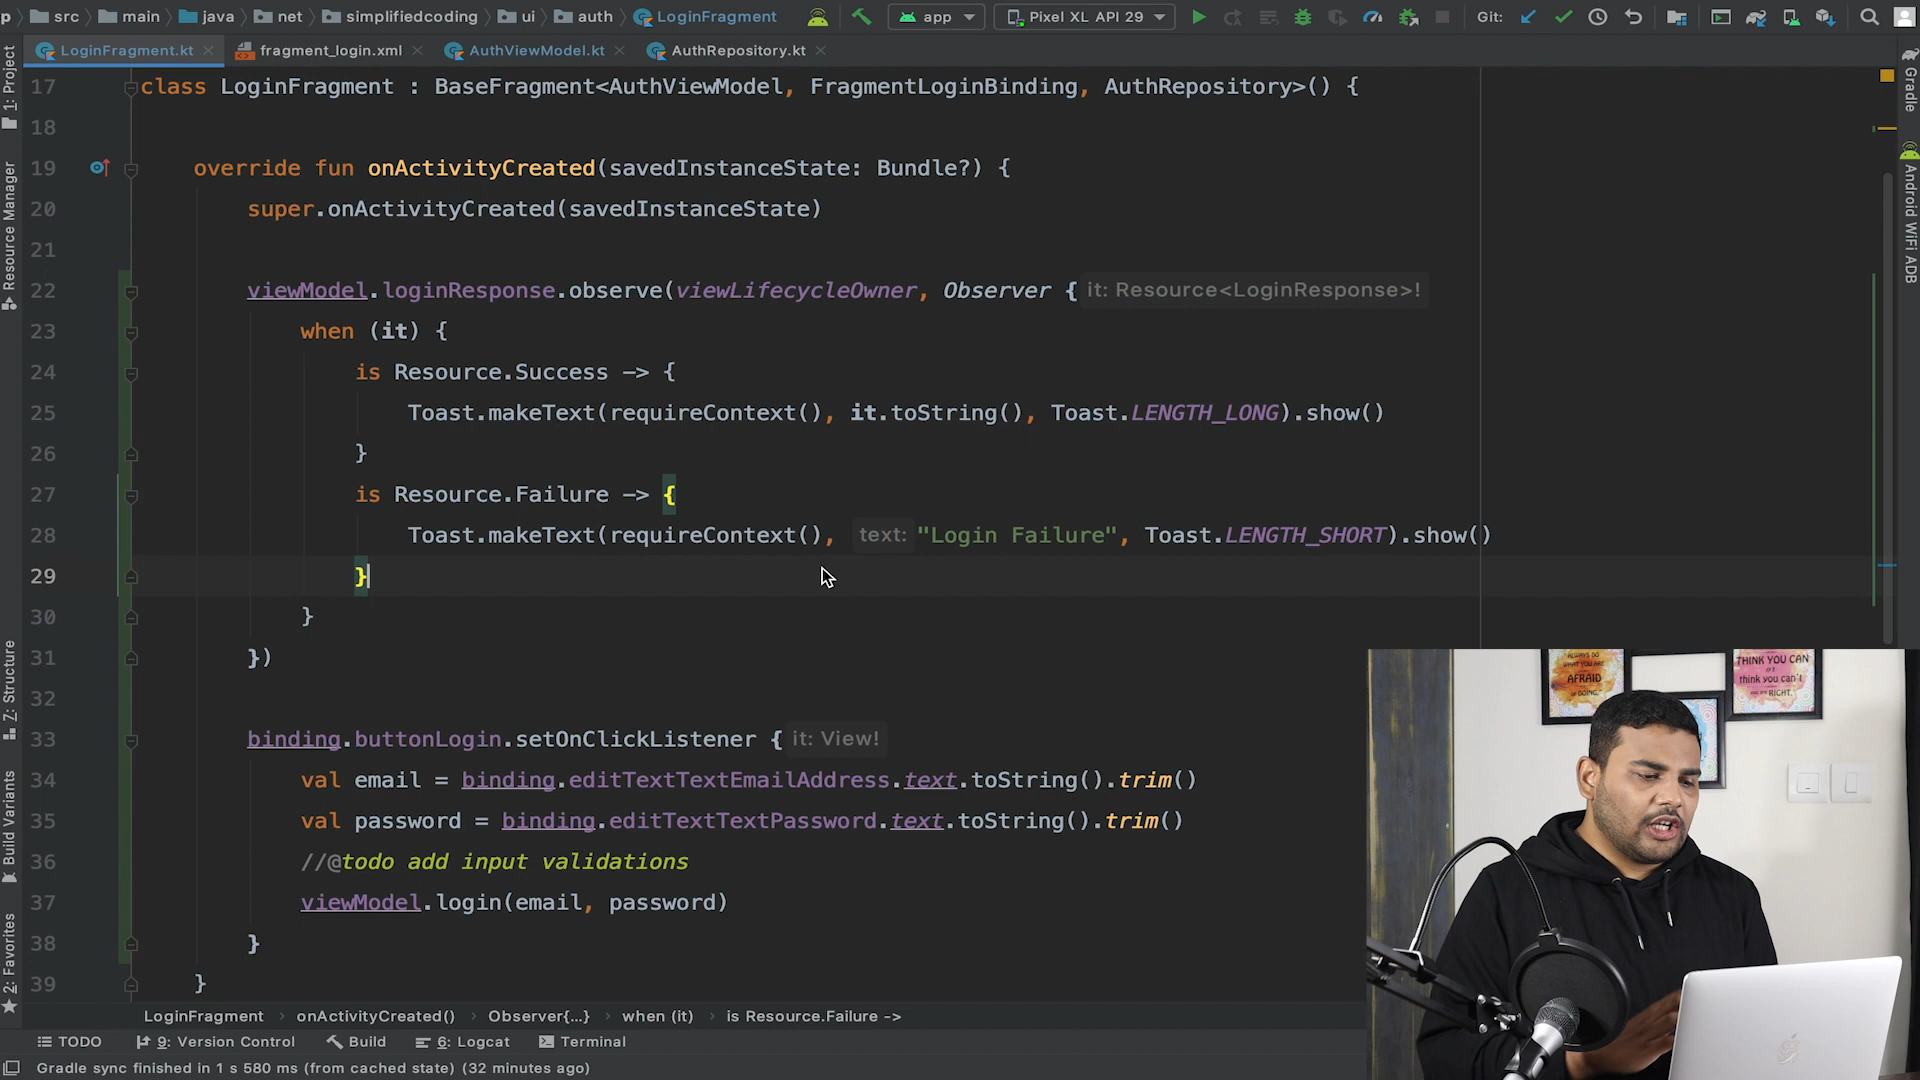 p src main java net simplifiedcoding ui auth LoginFragment app Pixel XL API 29 Git:
LoginFragment.kt fragment_login.xml AuthViewModel.kt AuthRepository.kt
17 class LoginFragment : BaseFragment<AuthViewModel, FragmentLoginBinding, AuthRepository>() {
18
19 override fun onActivityCreated(savedInstanceState: Bundle?) {
20 super.onActivityCreated(savedInstanceState)
21
22 viewModel.loginResponse.observe(viewLifecycleOwner, Observer { it: Resource<LoginResponse>!
23 when (it) {
24 is Resource.Success -> {
25 Toast.makeText(requireContext(), it.toString(), Toast.LENGTH_LONG).show()
26 }
27 is Resource.Failure -> {
28 Toast.makeText(requireContext(), text: "Login Failure", Toast.LENGTH_SHORT).show()
29 }
30 }
31 })
32
33 binding.buttonLogin.setOnClickListener { it: View!
34 val email = binding.editTextTextEmailAddress.text.toString().trim()
35 val password = binding.editTextTextPassword.text.toString().trim()
36 //@todo add input validations
37 viewModel.login(email, password)
38 }
39 }
LoginFragment onActivityCreated() Observer{...} when (it) is Resource.Failure ->
TODO 9: Version Control Build 6: Logcat Terminal
Gradle sync finished in 1 s 580 ms (from cached state) (32 minutes ago)
1: Project
Resource Manager
7: Structure
Build Variants
2: Favorites
Gradle
Android WiFi ADB
ALWAYS DO
WHAT YOU ARE
AFRAID
OF DOING.
THINK YOU CAN
think you can't
RIGHT.